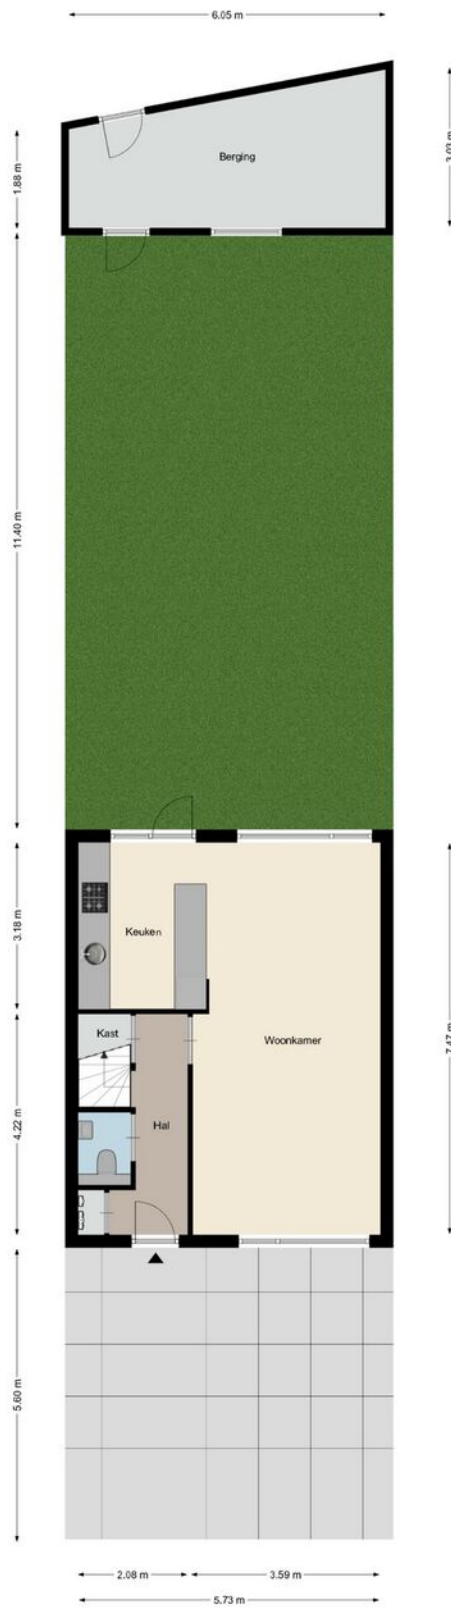 6.05 m
Berging
1.88 m
3.03 m
11.40 m
Keuken
3.18 m
Kast
Woonkamer
7.47 m
Hal
4.22 m
5.60 m
2.08 m
3.59 m
5.73 m